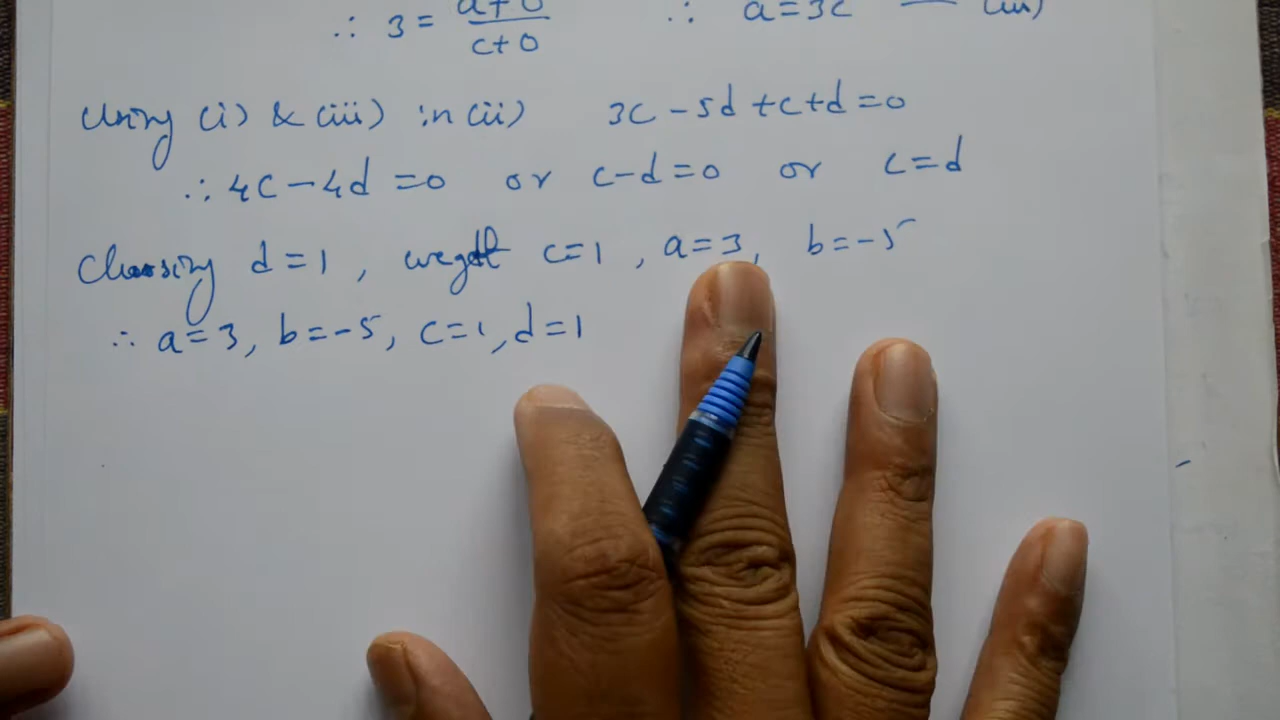 ∴ 3 = a+0/c+0 ∴ a=3c — (iii)
Using (i) & (iii) in (ii) 3c-5d+c+d=0
∴ 4c-4d=0 or c-d=0 or c=d
Choosing d=1, we get c=1, a=3, b=-5
∴ a=3, b=-5, c=1, d=1